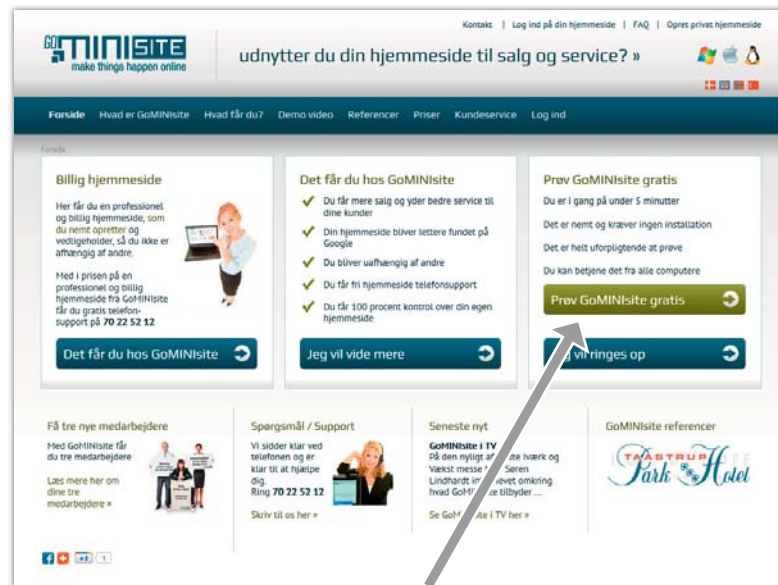 Kontakt | Log ind på din hjemmeside | FAQ | Opret privat hjemmeside
GO MINISITE
make things happen online
udnytter du din hjemmeside til salg og service? »
Forside Hvad er GoMINIsite Hvad får du? Demo video Referencer Priser Kundeservice Log ind
Forside
Billig hjemmeside
Her får du en professionel
og billig hjemmeside, som
du nemt opretter og
vedligeholder, så du ikke er
afhængig af andre.
Med i prisen på en
professionel og billig
hjemmeside fra GoMINIsite
får du gratis telefon-
support på 70 22 52 12
Det får du hos GoMINIsite
Det får du hos GoMINIsite
Du får mere salg og yder bedre service til
dine kunder
Din hjemmeside bliver lettere fundet på
Google
Du bliver uafhængig af andre
Du får fri hjemmeside telefonsupport
Du får 100 procent kontrol over din egen
hjemmeside
Jeg vil vide mere
Prøv GoMINIsite gratis
Du er i gang på under 5 minutter
Det er nemt og kræver ingen installation
Det er helt uforpligtende at prøve
Du kan betjene det fra alle computere
Prøv GoMINIsite gratis
vil ringes op
Få tre nye medarbejdere
Med GoMINIsite får
du tre medarbejdere
Læs mere her om
dine tre
medarbejdere »
Spørgsmål / Support
Vi sidder klar ved
telefonen og er
klar til at hjælpe
dig.
Ring 70 22 52 12
Skriv til os her »
Seneste nyt
GoMINIsite i TV
På den nyligt Iværk og
Vækst messe Søren
Lindhardt omkring
hvad tilbyder ...
Se GoMINIsite i TV her »
GoMINIsite referencer
TAASTRUP
Park Hotel
+1 1